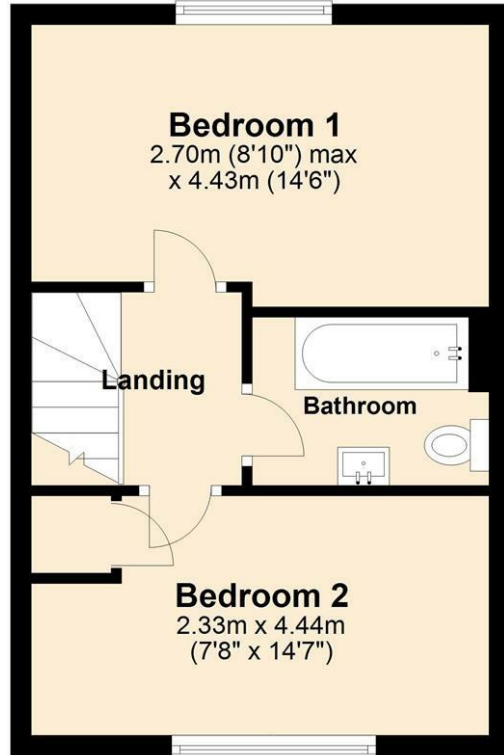 Bedroom 1
2.70m (8'10") max
x 4.43m (14'6")
Landing
Bathroom
Bedroom 2
2.33m x 4.44m
(7'8" x 14'7")